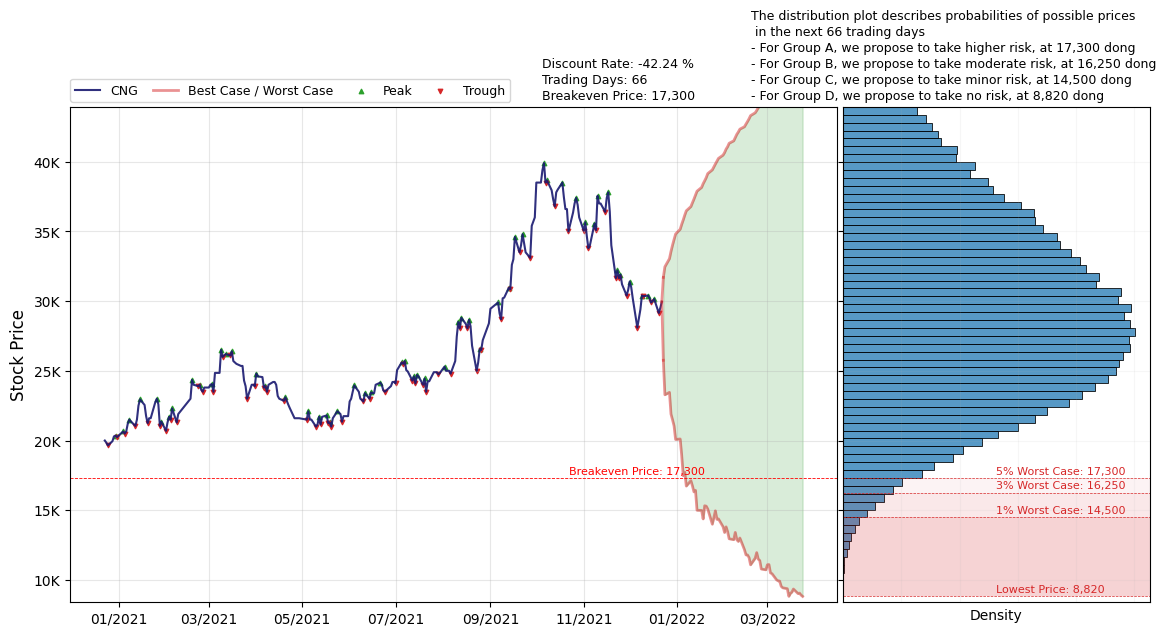 The distribution plot describes probabilities of possible prices
in the next 66 trading days
- For Group A, we propose to take higher risk, at 17,300 dong
- For Group B, we propose to take moderate risk, at 16,250 dong
- For Group C, we propose to take minor risk, at 14,500 dong
- For Group D, we propose to take no risk, at 8,820 dong
Discount Rate: -42.24 %
Trading Days: 66
Breakeven Price: 17,300
CNG
Best Case / Worst Case
Peak
Trough
Stock Price
40K
35K
30K
25K
20K
15K
10K
Breakeven Price: 17,300
5% Worst Case: 17,300
3% Worst Case: 16,250
1% Worst Case: 14,500
Lowest Price: 8,820
01/2021
03/2021
05/2021
07/2021
09/2021
11/2021
01/2022
03/2022
Density